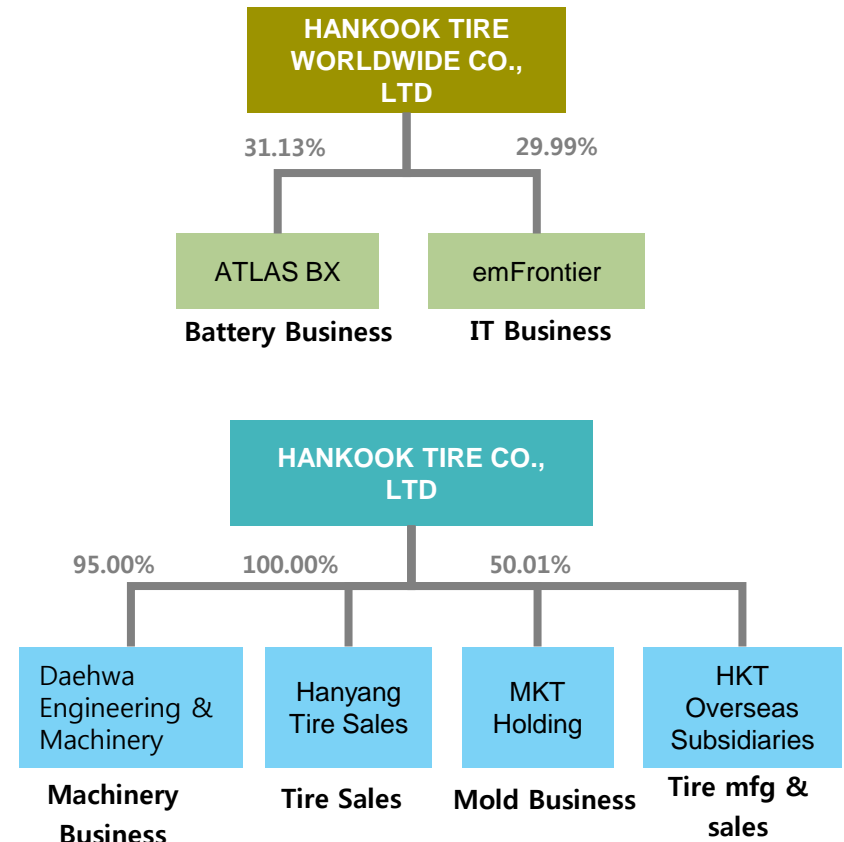 HANKOOK TIRE
WORLDWIDE CO.,
LTD
31.13%
29.99%
ATLAS BX
emFrontier
Battery Business
IT Business
HANKOOK TIRE CO.,
LTD
95.00%
100.00%
50.01%
Daehwa
Engineering &
Machinery
Hanyang
Tire Sales
MKT
Holding
HKT
Overseas
Subsidiaries
Machinery
Business
Tire Sales
Mold Business
Tire mfg &
sales